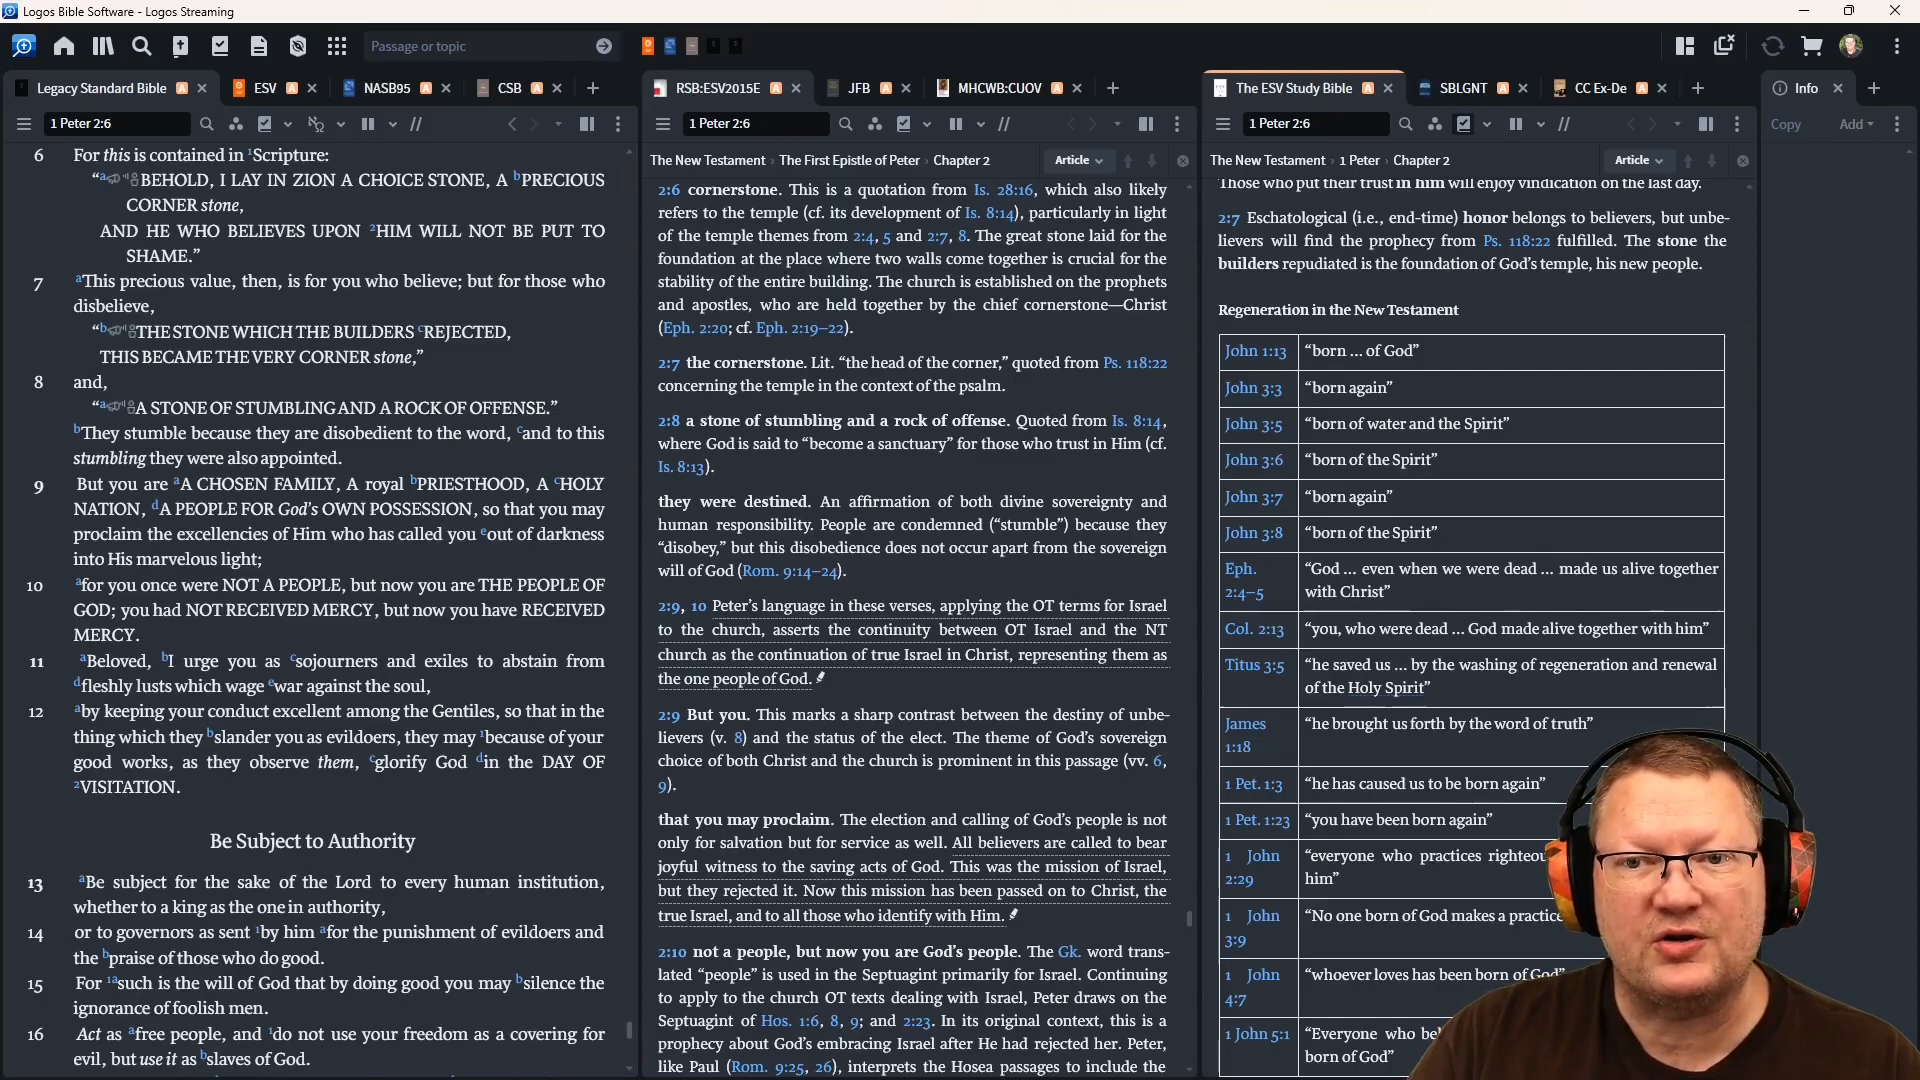 Logos Bible Software - Logos Streaming
Passage or topic
Legacy Standard Bible A
ESV A
NASB95 A
CSB A
1 Peter 2:6
6 For this is contained in 1Scripture:
“aBEHOLD, I LAY IN ZION A CHOICE STONE, A bPRECIOUS
CORNER stone,
AND HE WHO BELIEVES UPON 2HIM WILL NOT BE PUT TO
SHAME.”
7 aThis precious value, then, is for you who believe; but for those who
disbelieve,
“bTHE STONE WHICH THE BUILDERS cREJECTED,
THIS BECAME THE VERY CORNER stone,”
8 and,
“aA STONE OF STUMBLING AND A ROCK OF OFFENSE.”
bThey stumble because they are disobedient to the word, cand to this
stumbling they were also appointed.
9 But you are aA CHOSEN FAMILY, A royal bPRIESTHOOD, A cHOLY
NATION, dA PEOPLE FOR God’s OWN POSSESSION, so that you may
proclaim the excellencies of Him who has called you eout of darkness
into His marvelous light;
10 afor you once were NOT A PEOPLE, but now you are THE PEOPLE OF
GOD; you had NOT RECEIVED MERCY, but now you have RECEIVED
MERCY.
11 aBeloved, bI urge you as csojourners and exiles to abstain from
dfleshly lusts which wage ewar against the soul,
12 aby keeping your conduct excellent among the Gentiles, so that in the
thing which they bslander you as evildoers, they may 1because of your
good works, as they observe them, cglorify God din the DAY OF
2VISITATION.
Be Subject to Authority
13 aBe subject for the sake of the Lord to every human institution,
whether to a king as the one in authority,
14 or to governors as sent 1by him afor the punishment of evildoers and
the bpraise of those who do good.
15 For 1asuch is the will of God that by doing good you may bsilence the
ignorance of foolish men.
16 Act as afree people, and 1do not use your freedom as a covering for
evil, but use it as bslaves of God.
RSB:ESV2015E A
JFB A
MHCWB:CUOV A
1 Peter 2:6
The New Testament › The First Epistle of Peter › Chapter 2
Article
2:6 cornerstone. This is a quotation from Is. 28:16, which also likely
refers to the temple (cf. its development of Is. 8:14), particularly in light
of the temple themes from 2:4, 5 and 2:7, 8. The great stone laid for the
foundation at the place where two walls come together is crucial for the
stability of the entire building. The church is established on the prophets
and apostles, who are held together by the chief cornerstone—Christ
(Eph. 2:20; cf. Eph. 2:19–22).
2:7 the cornerstone. Lit. “the head of the corner,” quoted from Ps. 118:22
concerning the temple in the context of the psalm.
2:8 a stone of stumbling and a rock of offense. Quoted from Is. 8:14,
where God is said to “become a sanctuary” for those who trust in Him (cf.
Is. 8:13).
they were destined. An affirmation of both divine sovereignty and
human responsibility. People are condemned (“stumble”) because they
“disobey,” but this disobedience does not occur apart from the sovereign
will of God (Rom. 9:14–24).
2:9, 10 Peter’s language in these verses, applying the OT terms for Israel
to the church, asserts the continuity between OT Israel and the NT
church as the continuation of true Israel in Christ, representing them as
the one people of God.
2:9 But you. This marks a sharp contrast between the destiny of unbe-
lievers (v. 8) and the status of the elect. The theme of God’s sovereign
choice of both Christ and the church is prominent in this passage (vv. 6,
9).
that you may proclaim. The election and calling of God’s people is not
only for salvation but for service as well. All believers are called to bear
joyful witness to the saving acts of God. This was the mission of Israel,
but they rejected it. Now this mission has been passed on to Christ, the
true Israel, and to all those who identify with Him.
2:10 not a people, but now you are God’s people. The Gk. word trans-
lated “people” is used in the Septuagint primarily for Israel. Continuing
to apply to the church OT texts dealing with Israel, Peter draws on the
Septuagint of Hos. 1:6, 8, 9; and 2:23. In its original context, this is a
prophecy about God’s embracing Israel after He had rejected her. Peter,
like Paul (Rom. 9:25, 26), interprets the Hosea passages to include the
The ESV Study Bible A
SBLGNT A
CC Ex-De A
1 Peter 2:6
The New Testament › 1 Peter › Chapter 2
Article
Those who put their trust in him will enjoy vindication on the last day.
2:7 Eschatological (i.e., end-time) honor belongs to believers, but unbe-
lievers will find the prophecy from Ps. 118:22 fulfilled. The stone the
builders repudiated is the foundation of God’s temple, his new people.
Regeneration in the New Testament
John 1:13 “born ... of God”
John 3:3 “born again”
John 3:5 “born of water and the Spirit”
John 3:6 “born of the Spirit”
John 3:7 “born again”
John 3:8 “born of the Spirit”
Eph. “God ... even when we were dead ... made us alive together
2:4–5 with Christ”
Col. 2:13 “you, who were dead ... God made alive together with him”
Titus 3:5 “he saved us ... by the washing of regeneration and renewal
of the Holy Spirit”
James “he brought us forth by the word of truth”
1:18
1 Pet. 1:3 “he has caused us to be born again”
1 Pet. 1:23 “you have been born again”
1 John “everyone who practices
2:29 him”
1 John “No one born of God makes a practice
3:9
1 John “whoever loves has been born of God”
4:7
1 John 5:1 “Everyone who
born of God”
Info
Copy
Add